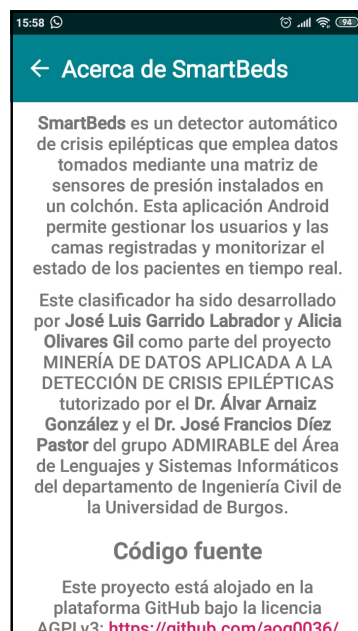 15:58
94
Acerca de SmartBeds
SmartBeds es un detector automático
de crisis epilépticas que emplea datos
tomados mediante una matriz de
sensores de presión instalados en
un colchón. Esta aplicación Android
permite gestionar los usuarios y las
camas registradas y monitorizar el
estado de los pacientes en tiempo real.
Este clasificador ha sido desarrollado
por José Luis Garrido Labrador y Alicia
Olivares Gil como parte del proyecto
MINERÍA DE DATOS APLICADA A LA
DETECCIÓN DE CRISIS EPILÉPTICAS
tutorizado por el Dr. Álvar Arnaiz
González y el Dr. José Francios Díez
Pastor del grupo ADMIRABLE del Área
de Lenguajes y Sistemas Informáticos
del departamento de Ingeniería Civil de
la Universidad de Burgos.
Código fuente
Este proyecto está alojado en la
plataforma GitHub bajo la licencia
AGPLv3: https://github.com/aog0036/